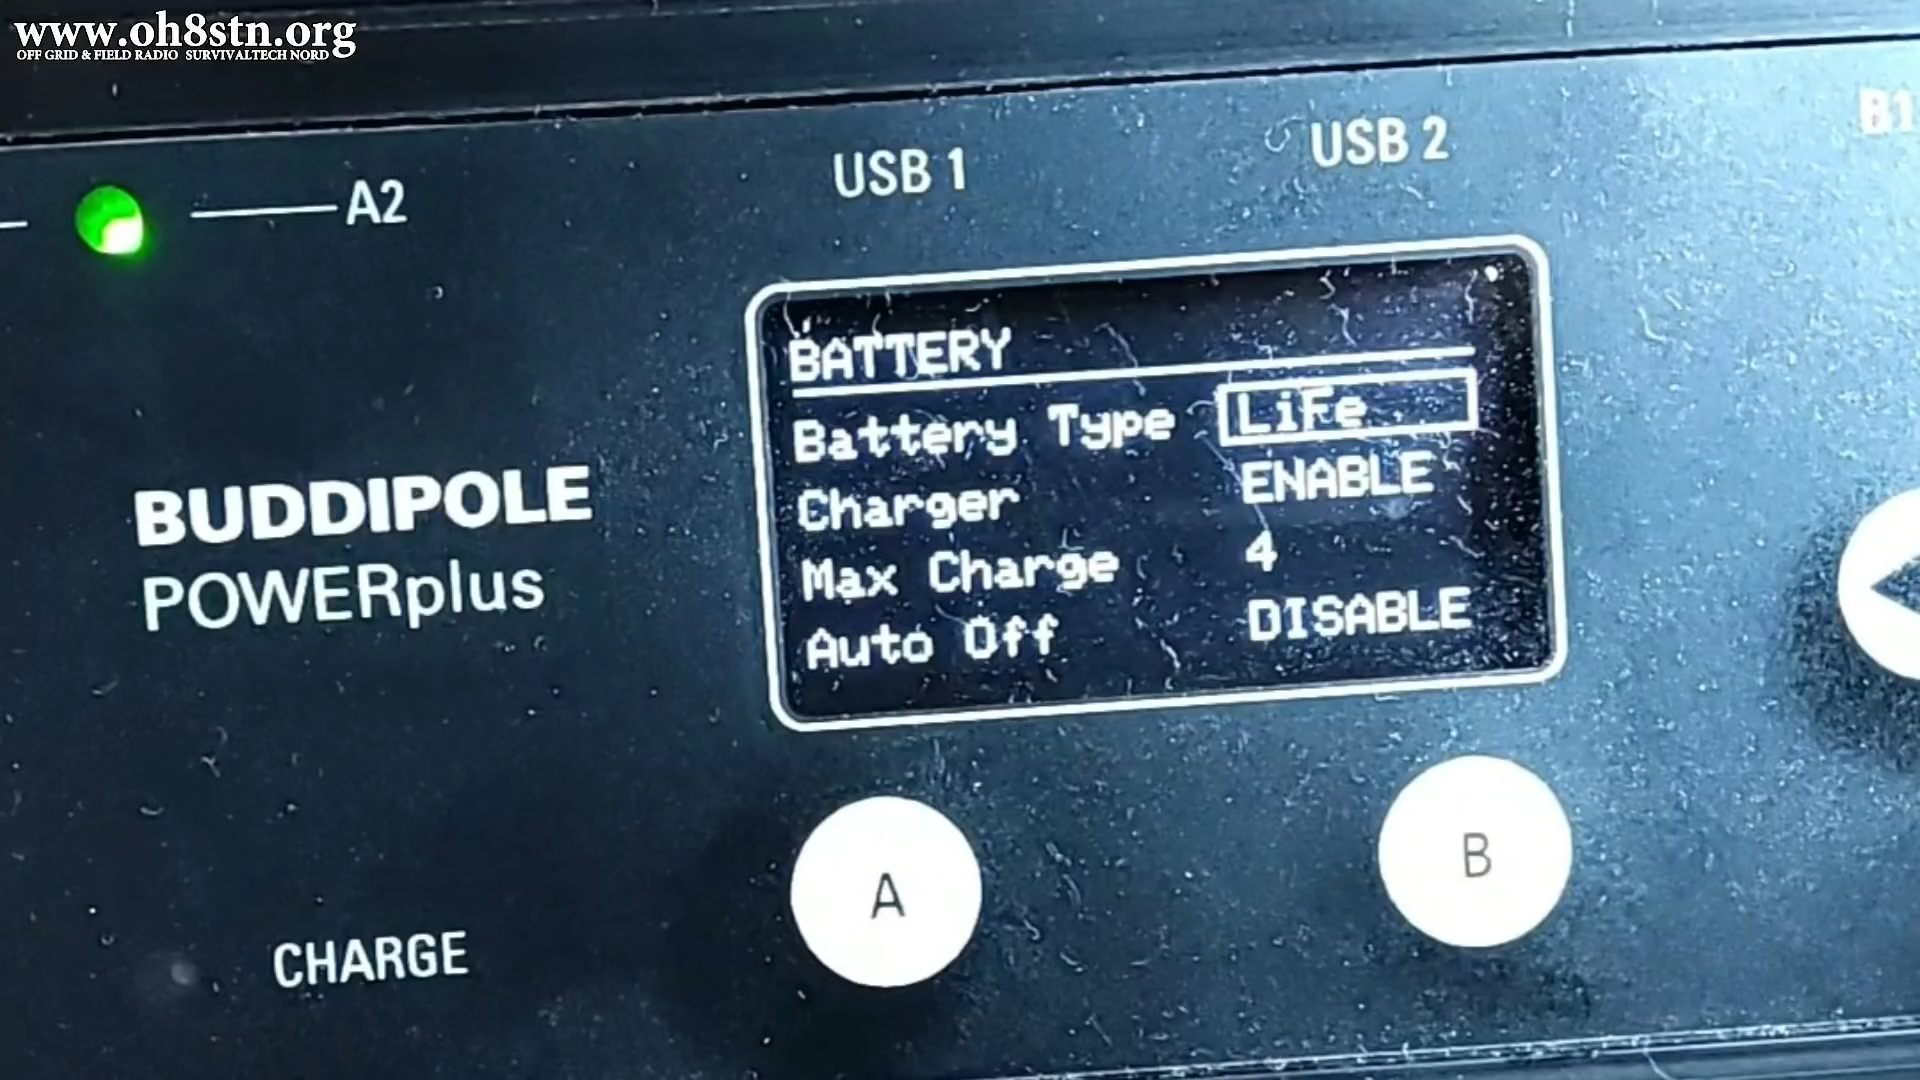 www.oh8stn.org
OFF GRID & FIELD RADIO SURVIVALTECH NORD
A2
USB 1
USB 2
B1
BATTERY
Battery Type LiFe
Charger ENABLE
Max Charge 4
Auto Off DISABLE
BUDDIPOLE
POWERplus
CHARGE
A
B